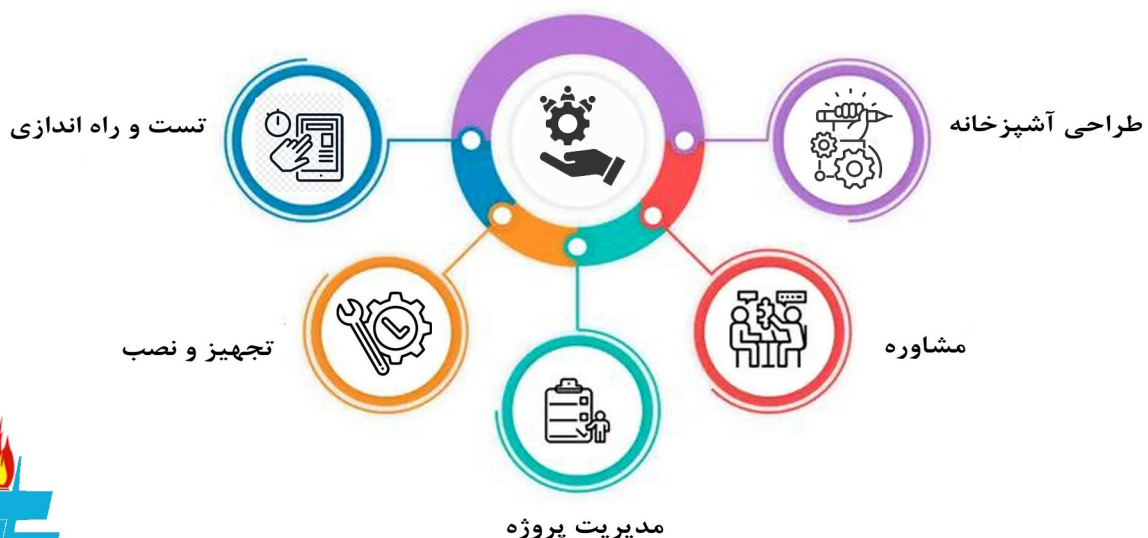 طراحی آشپزخانه
مشاوره
مدیریت پروژه
تجهیز و نصب
تست و راه اندازی